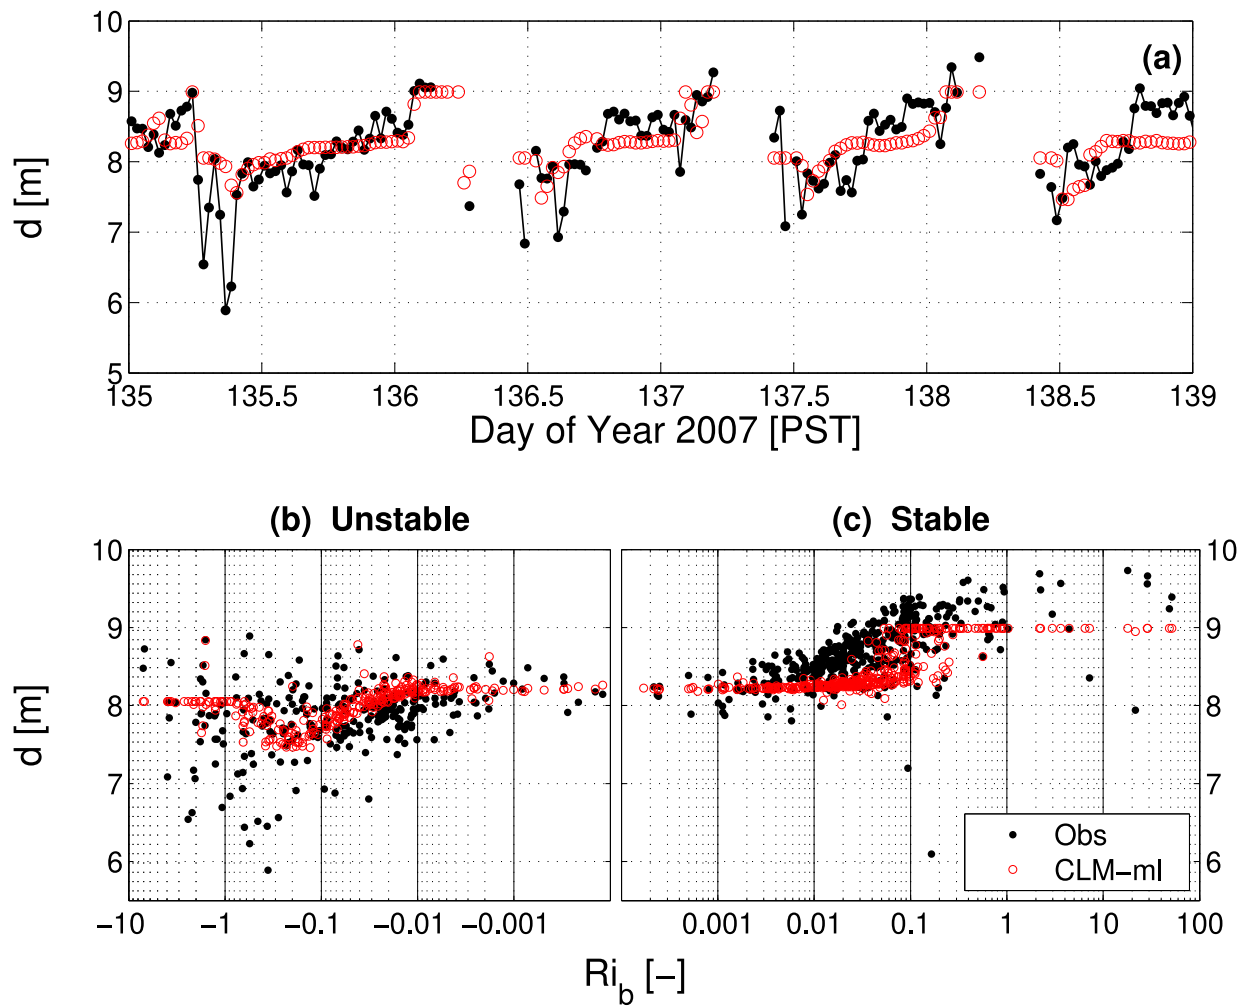 10
9
8
7
6
5
d [m]
(a)
135 135.5 136 136.5 137 137.5 138 138.5 139
Day of Year 2007 [PST]
(b) Unstable
(c) Stable
10
9
8
7
6
d [m]
10
9
8
7
6
Obs
CLM−ml
−10 −1 −0.1 −0.01 −0.001
0.001 0.01 0.1 1 10 100
Ri_b [−]